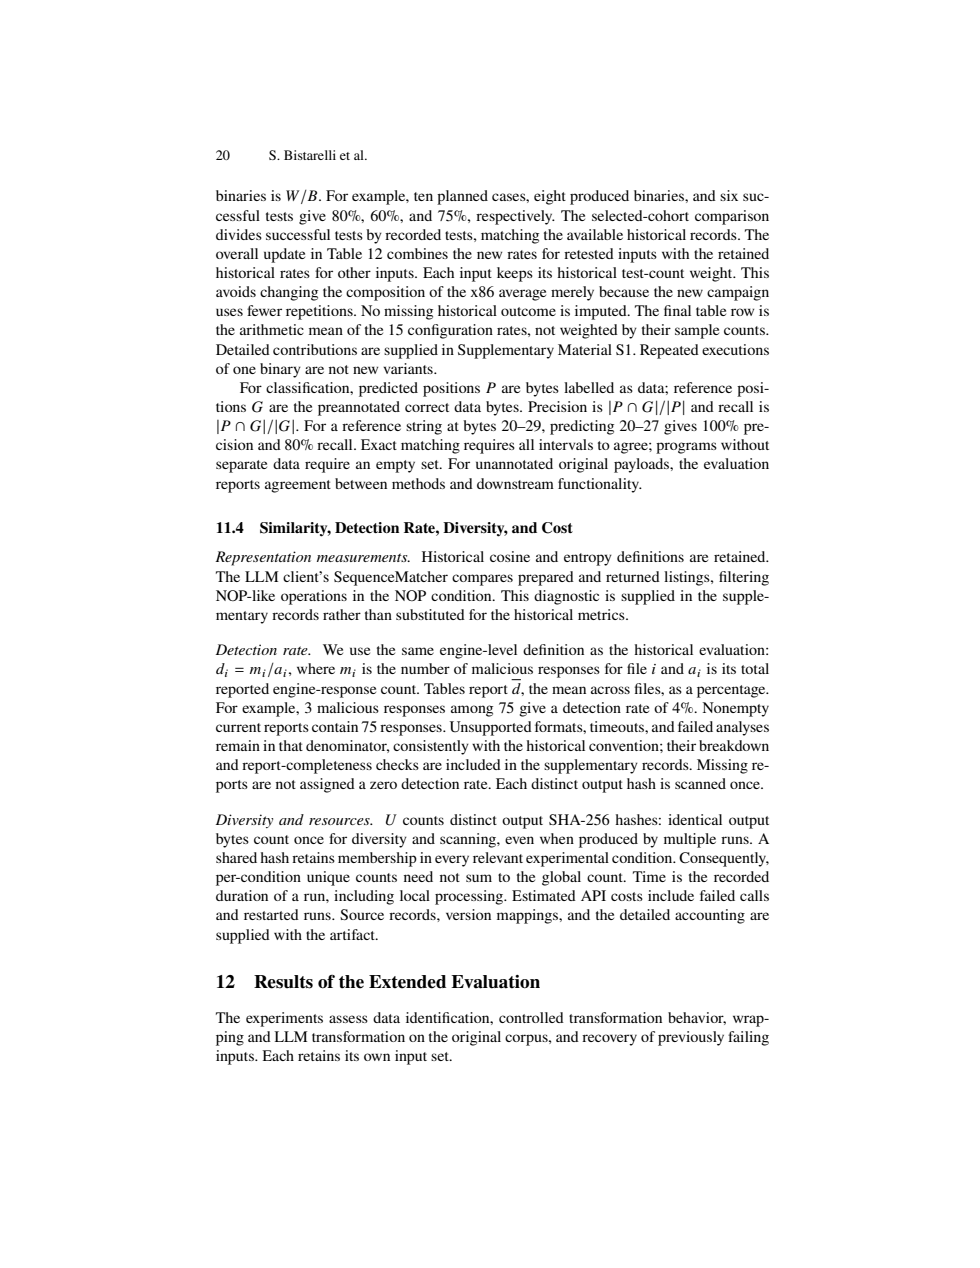 20 S. Bistarelli et al.
binaries is W/B. For example, ten planned cases, eight produced binaries, and six suc-
cessful tests give 80%, 60%, and 75%, respectively. The selected-cohort comparison
divides successful tests by recorded tests, matching the available historical records. The
overall update in Table 12 combines the new rates for retested inputs with the retained
historical rates for other inputs. Each input keeps its historical test-count weight. This
avoids changing the composition of the x86 average merely because the new campaign
uses fewer repetitions. No missing historical outcome is imputed. The final table row is
the arithmetic mean of the 15 configuration rates, not weighted by their sample counts.
Detailed contributions are supplied in Supplementary Material S1. Repeated executions
of one binary are not new variants.
For classification, predicted positions P are bytes labelled as data; reference posi-
tions G are the preannotated correct data bytes. Precision is |P ∩ G|/|P| and recall is
|P ∩ G|/|G|. For a reference string at bytes 20–29, predicting 20–27 gives 100% pre-
cision and 80% recall. Exact matching requires all intervals to agree; programs without
separate data require an empty set. For unannotated original payloads, the evaluation
reports agreement between methods and downstream functionality.
11.4 Similarity, Detection Rate, Diversity, and Cost
Representation measurements. Historical cosine and entropy definitions are retained.
The LLM client's SequenceMatcher compares prepared and returned listings, filtering
NOP-like operations in the NOP condition. This diagnostic is supplied in the supple-
mentary records rather than substituted for the historical metrics.
Detection rate. We use the same engine-level definition as the historical evaluation:
dᵢ = mᵢ/aᵢ, where mᵢ is the number of malicious responses for file i and aᵢ is its total
reported engine-response count. Tables report d̅, the mean across files, as a percentage.
For example, 3 malicious responses among 75 give a detection rate of 4%. Nonempty
current reports contain 75 responses. Unsupported formats, timeouts, and failed analyses
remain in that denominator, consistently with the historical convention; their breakdown
and report-completeness checks are included in the supplementary records. Missing re-
ports are not assigned a zero detection rate. Each distinct output hash is scanned once.
Diversity and resources. U counts distinct output SHA-256 hashes: identical output
bytes count once for diversity and scanning, even when produced by multiple runs. A
shared hash retains membership in every relevant experimental condition. Consequently,
per-condition unique counts need not sum to the global count. Time is the recorded
duration of a run, including local processing. Estimated API costs include failed calls
and restarted runs. Source records, version mappings, and the detailed accounting are
supplied with the artifact.
12 Results of the Extended Evaluation
The experiments assess data identification, controlled transformation behavior, wrap-
ping and LLM transformation on the original corpus, and recovery of previously failing
inputs. Each retains its own input set.